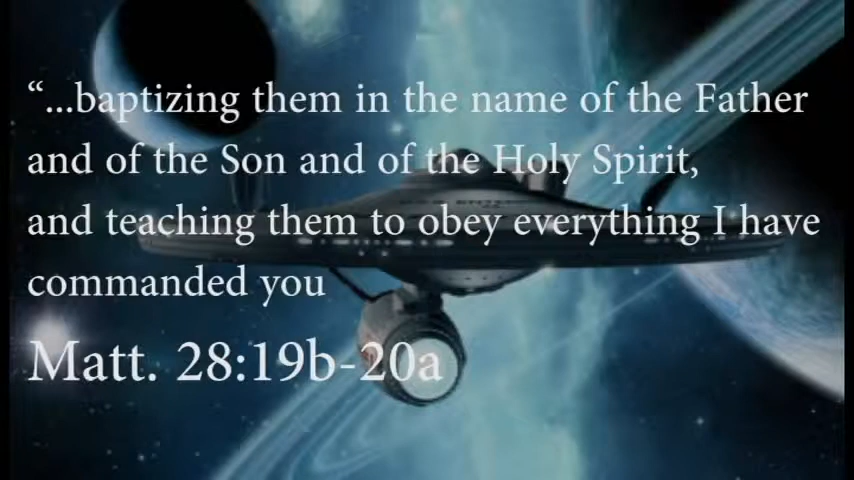 “...baptizing them in the name of the Father
and of the Son and of the Holy Spirit,
and teaching them to obey everything I have
commanded you
Matt. 28:19b-20a